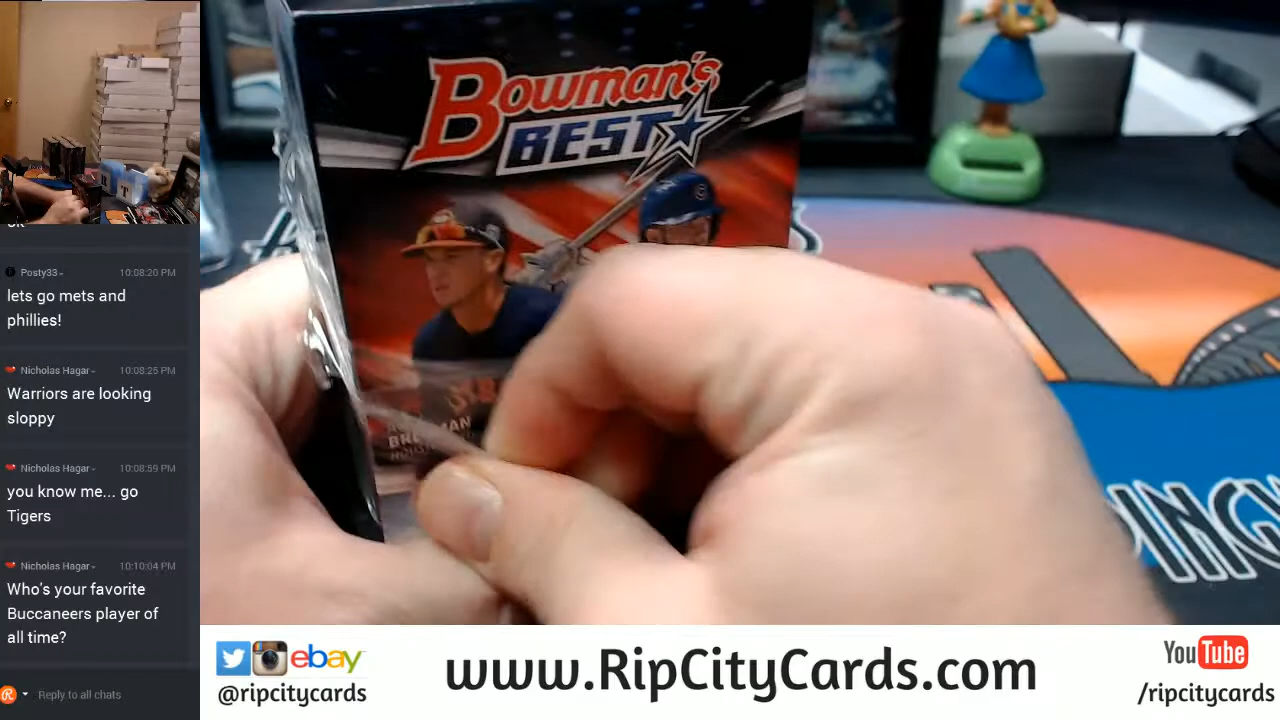 Posty33 10:08:20 PM
lets go mets and
phillies!
Nicholas Hagar 10:08:25 PM
Warriors are looking
sloppy
Nicholas Hagar 10:08:59 PM
you know me... go
Tigers
Nicholas Hagar 10:10:04 PM
Who's your favorite
Buccaneers player of
all time?
Reply to all chats
Bowman's
BEST
PINGW
ebay
@ripcitycards
www.RipCityCards.com
YouTube
/ripcitycards